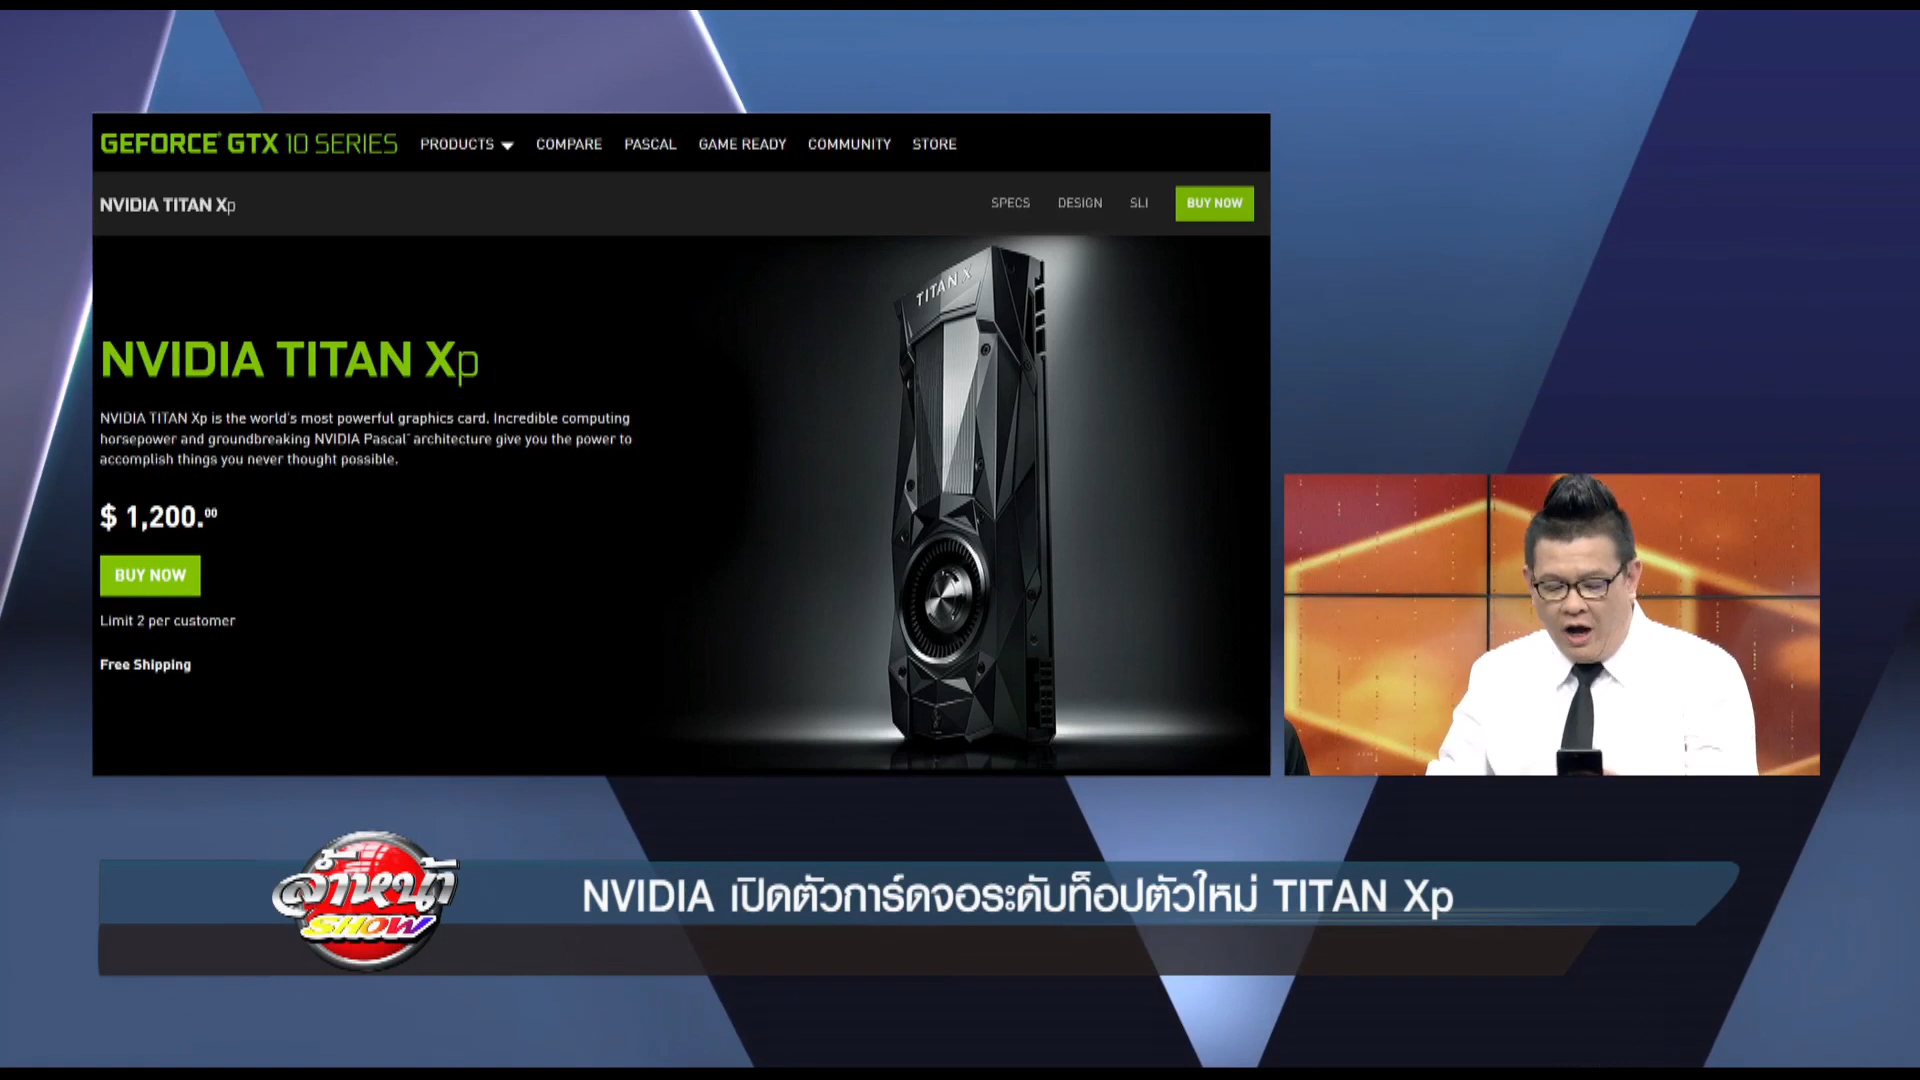 GEFORCE® GTX 10 SERIES PRODUCTS COMPARE PASCAL GAME READY COMMUNITY STORE
NVIDIA TITAN Xp SPECS DESIGN SLI BUY NOW
TITAN X
NVIDIA TITAN Xp
NVIDIA TITAN Xp is the world's most powerful graphics card. Incredible computing
horsepower and groundbreaking NVIDIA Pascal™ architecture give you the power to
accomplish things you never thought possible.
$ 1,200.00
BUY NOW
Limit 2 per customer
Free Shipping
ล้ำหน้า
SHOW
NVIDIA เปิดตัวการ์ดจอระดับท็อปตัวใหม่ TITAN Xp